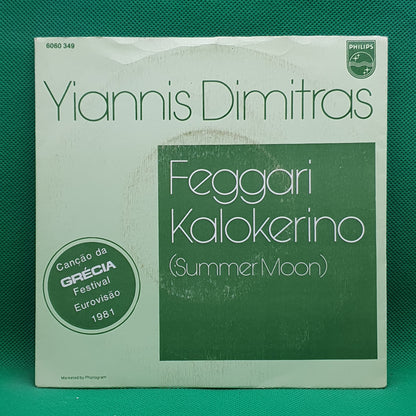 6060 349
PHILIPS
Yiannis Dimitras
Feggari
Kalokerino
(Summer Moon)
Canção da
GRÉCIA
Festival
Eurovisão
1981
Marketed by Phonogram